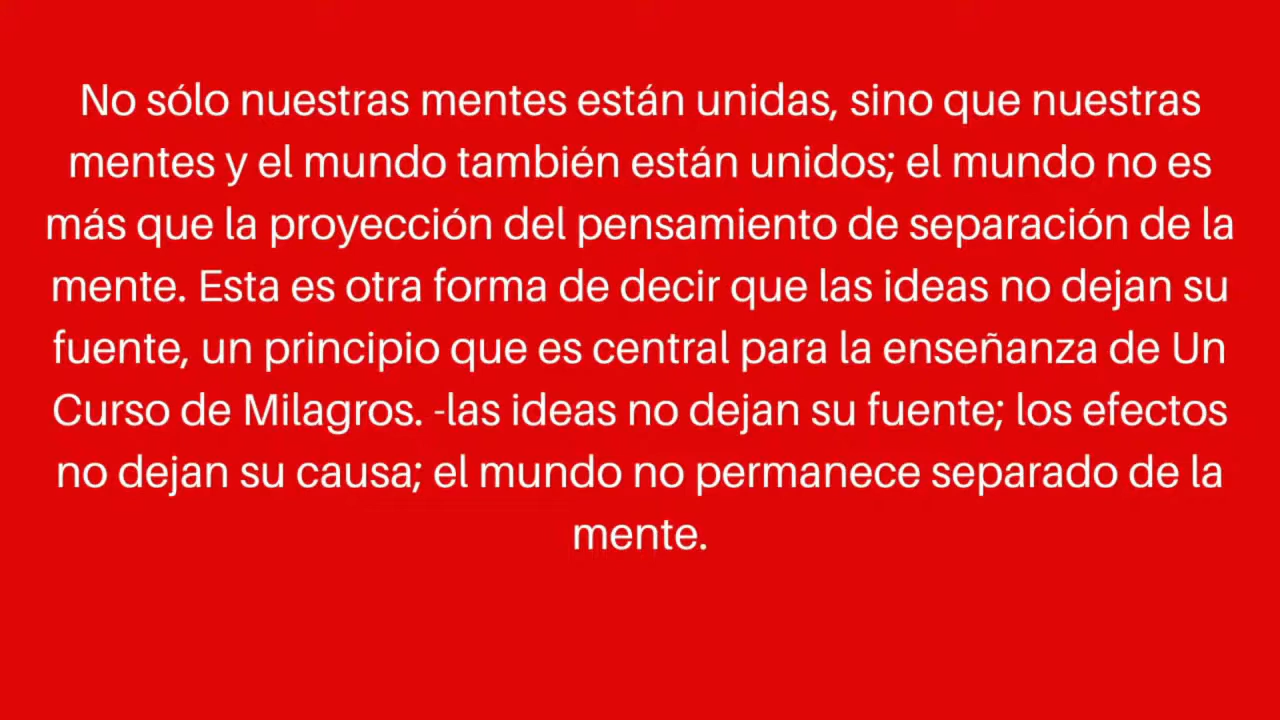 No sólo nuestras mentes están unidas, sino que nuestras
mentes y el mundo también están unidos; el mundo no es
más que la proyección del pensamiento de separación de la
mente. Esta es otra forma de decir que las ideas no dejan su
fuente, un principio que es central para la enseñanza de Un
Curso de Milagros. -las ideas no dejan su fuente; los efectos
no dejan su causa; el mundo no permanece separado de la
mente.